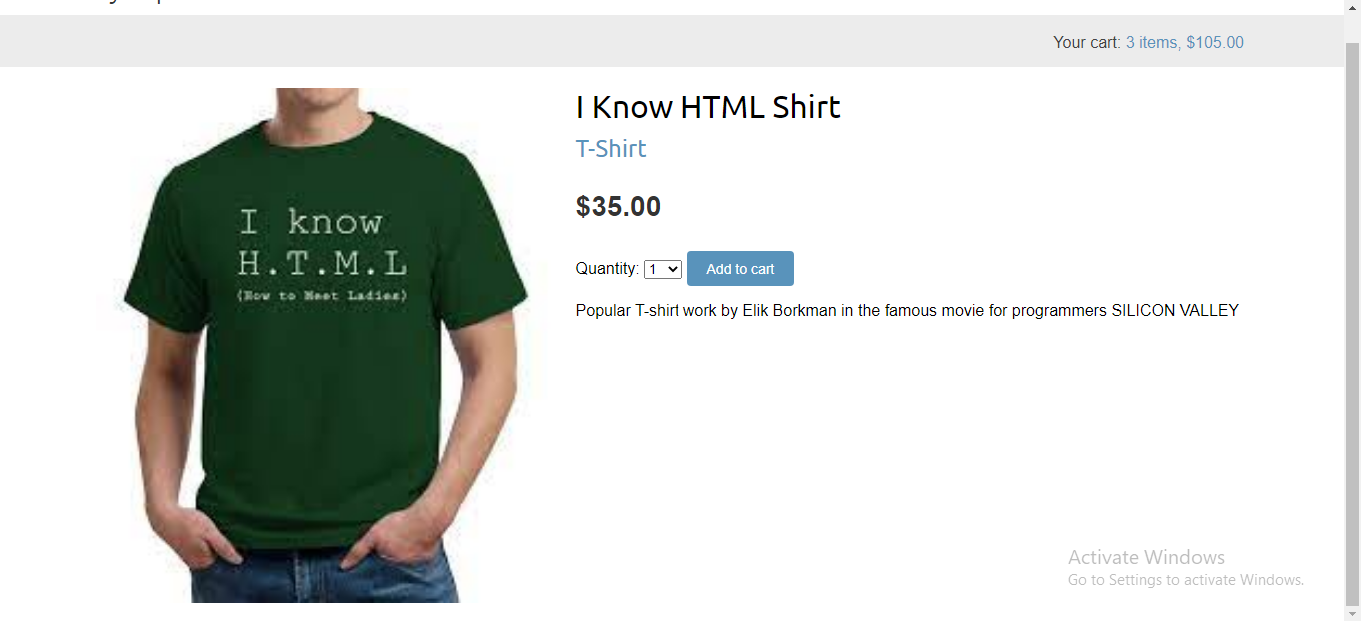 Your cart: 3 items, $105.00
I Know HTML Shirt
T-Shirt
$35.00
Quantity: 1 Add to cart
Popular T-shirt work by Elik Borkman in the famous movie for programmers SILICON VALLEY
I know
H.T.M.L
(How to Meet Ladies)
Activate Windows
Go to Settings to activate Windows.